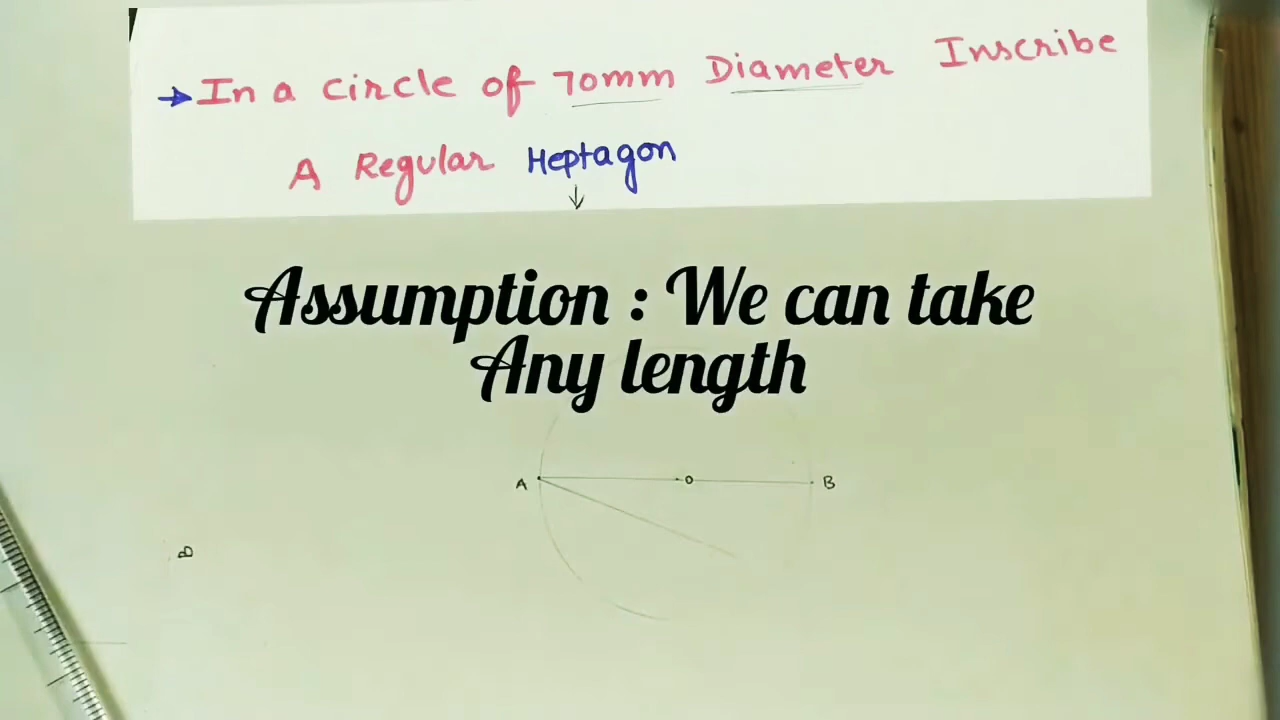 In a circle of 70mm Diameter Inscribe
A Regular Heptagon
Assumption : We can take
Any length
A O B
B